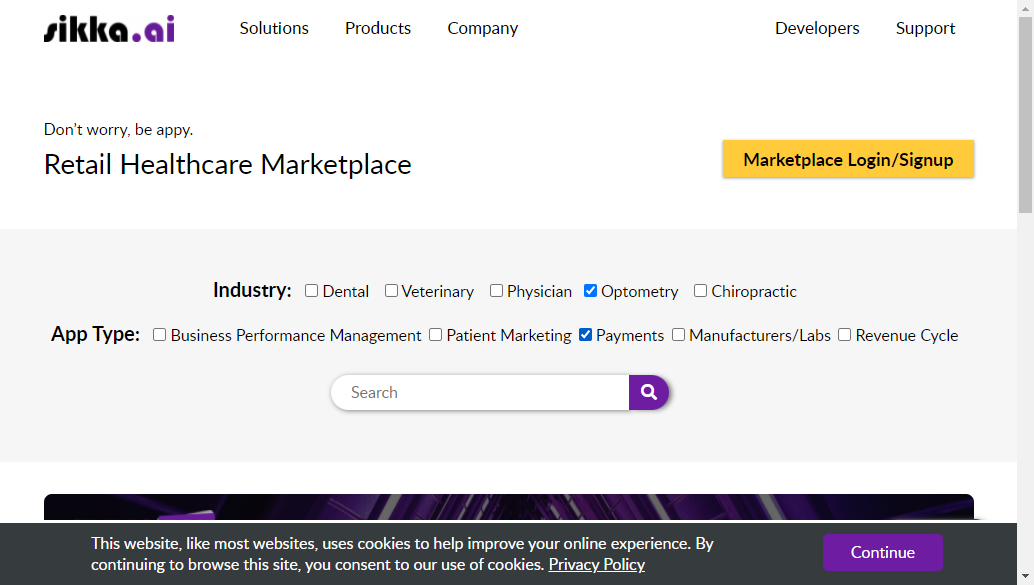 sikka.ai
Solutions Products Company Developers Support
Don't worry, be appy.
Retail Healthcare Marketplace
Marketplace Login/Signup
Industry: Dental Veterinary Physician Optometry Chiropractic
App Type: Business Performance Management Patient Marketing Payments Manufacturers/Labs Revenue Cycle
Search
This website, like most websites, uses cookies to help improve your online experience. By
continuing to browse this site, you consent to our use of cookies. Privacy Policy
Continue